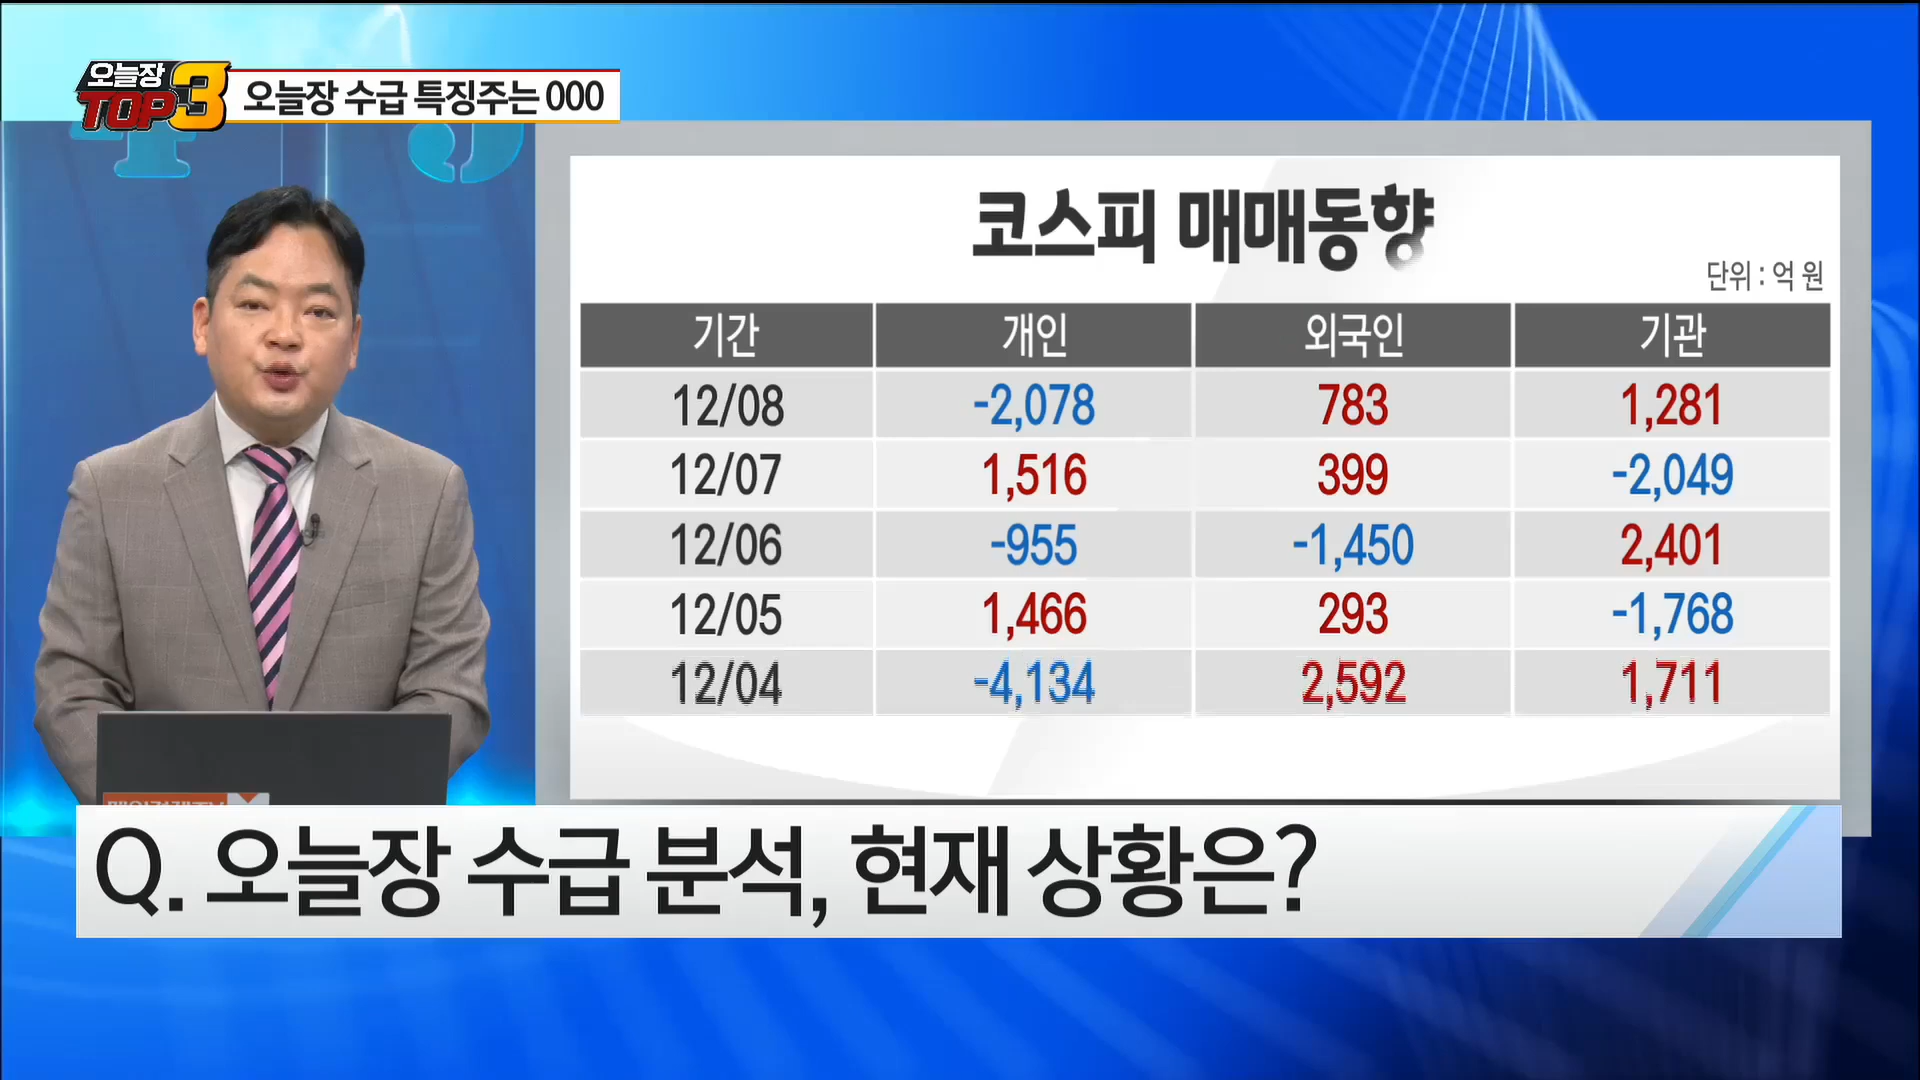 오늘장
TOP3
오늘장 수급 특징주는 OOO
코스피 매매동향
단위 : 억 원
기간 개인 외국인 기관
12/08 -2,078 783 1,281
12/07 1,516 399 -2,049
12/06 -955 -1,450 2,401
12/05 1,466 293 -1,768
12/04 -4,134 2,592 1,711
Q. 오늘장 수급 분석, 현재 상황은?